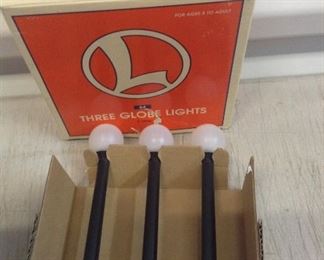 FOR AGES 8 TO ADULT
L
THREE GLOBE LIGHTS